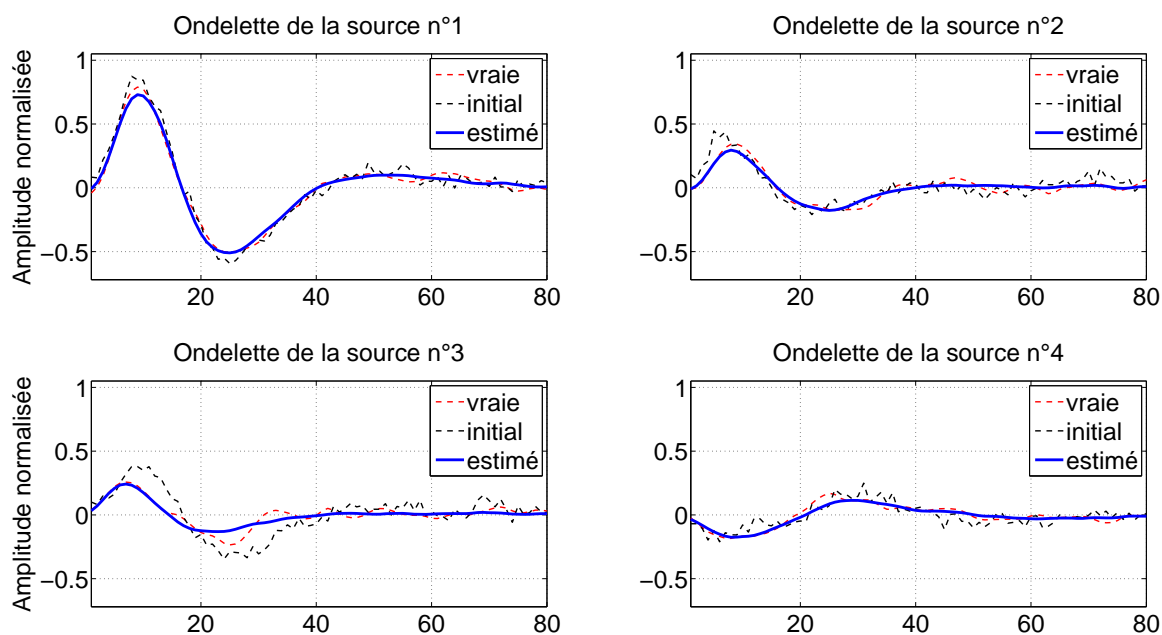 Ondelette de la source n°1
Amplitude normalisée
1
0.5
0
−0.5
20
40
60
80
vraie
initial
estimé
Ondelette de la source n°2
1
0.5
0
−0.5
20
40
60
80
vraie
initial
estimé
Ondelette de la source n°3
Amplitude normalisée
1
0.5
0
−0.5
20
40
60
80
vraie
initial
estimé
Ondelette de la source n°4
1
0.5
0
−0.5
20
40
60
80
vraie
initial
estimé